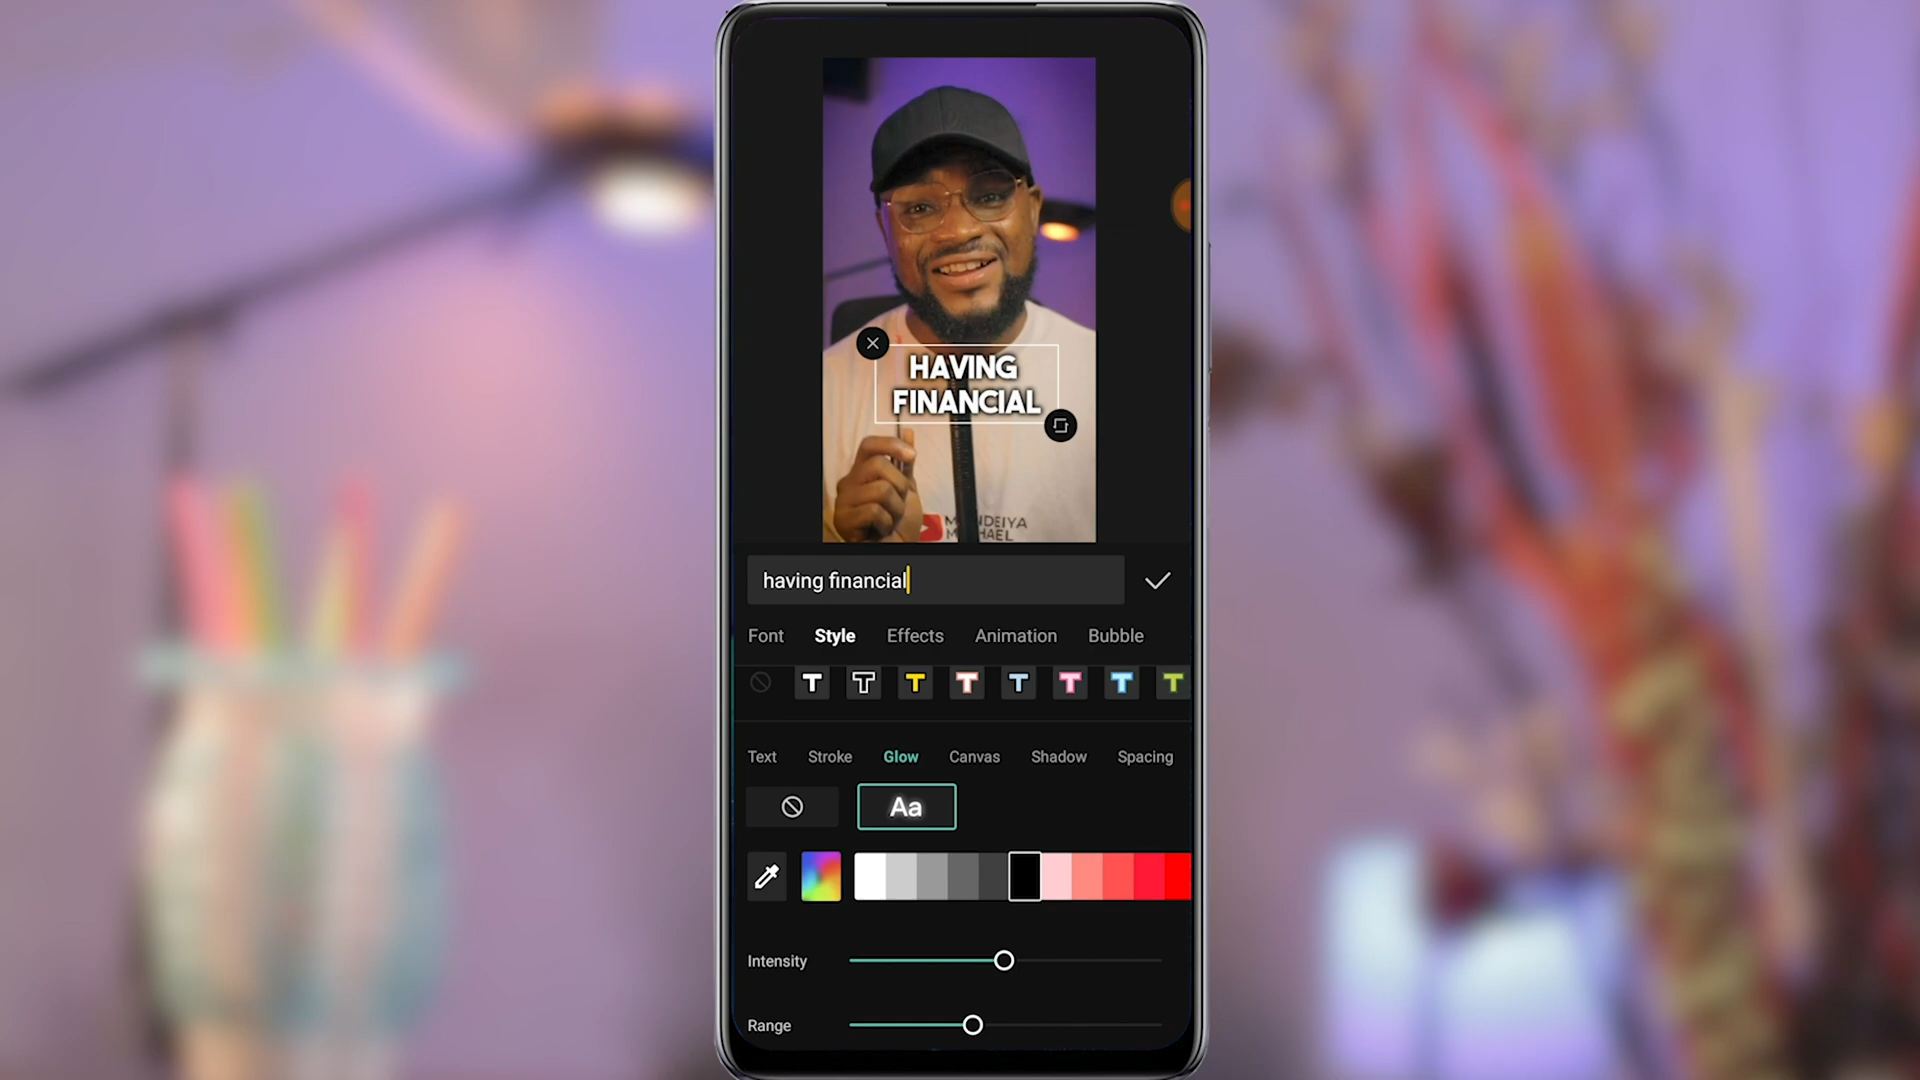 HAVING
FINANCIAL
having financial
Font Style Effects Animation Bubble
T T T T T T T T
Text Stroke Glow Canvas Shadow Spacing
Aa
Intensity
Range